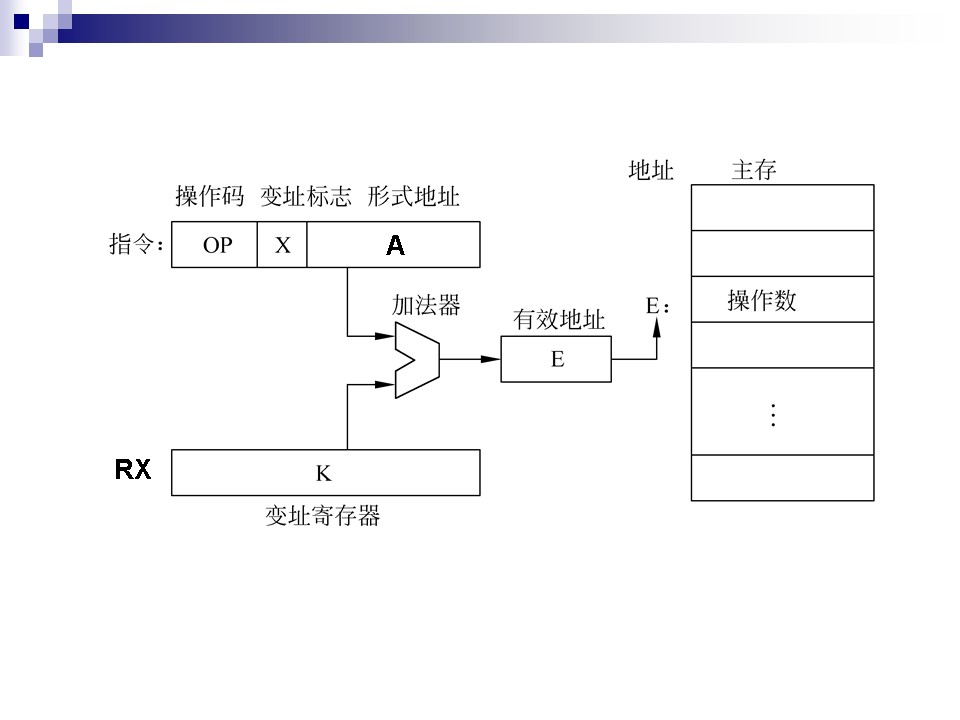 地址 主存
操作码 变址标志 形式地址
指令: OP X A
加法器
E: 操作数
有效地址
E
⋮
RX K
变址寄存器